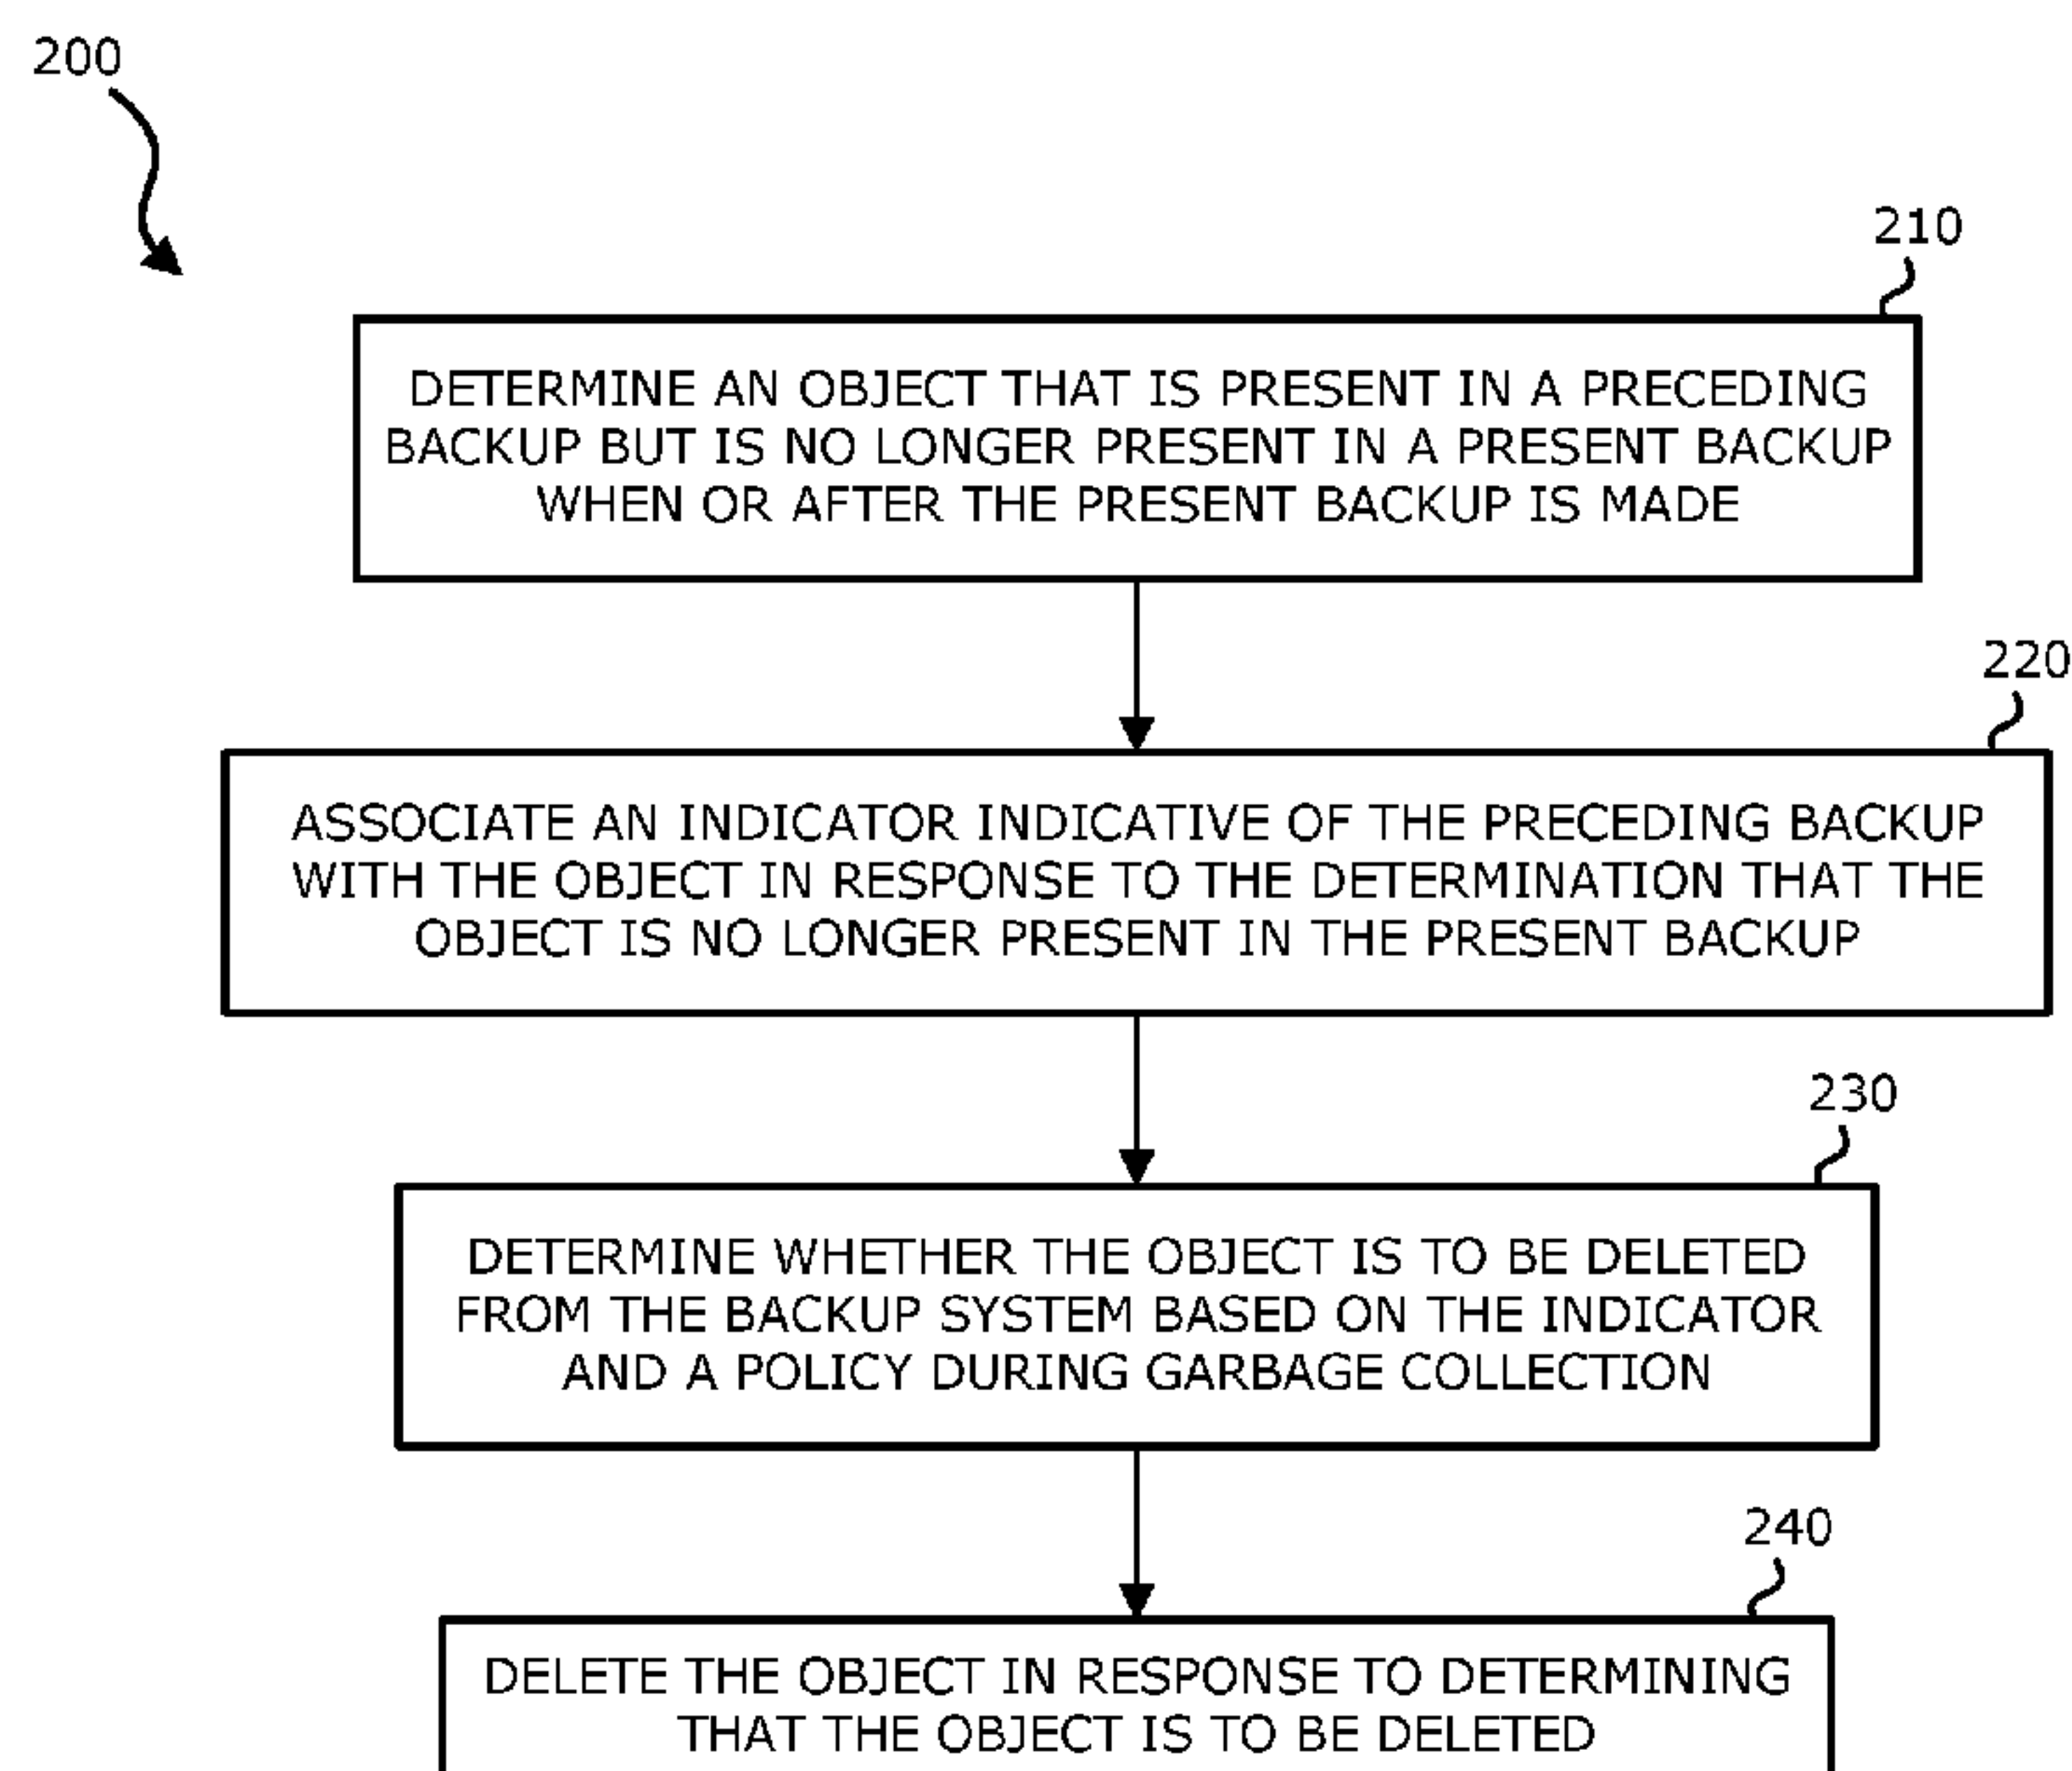 200
210
DETERMINE AN OBJECT THAT IS PRESENT IN A PRECEDING
BACKUP BUT IS NO LONGER PRESENT IN A PRESENT BACKUP
WHEN OR AFTER THE PRESENT BACKUP IS MADE
220
ASSOCIATE AN INDICATOR INDICATIVE OF THE PRECEDING BACKUP
WITH THE OBJECT IN RESPONSE TO THE DETERMINATION THAT THE
OBJECT IS NO LONGER PRESENT IN THE PRESENT BACKUP
230
DETERMINE WHETHER THE OBJECT IS TO BE DELETED
FROM THE BACKUP SYSTEM BASED ON THE INDICATOR
AND A POLICY DURING GARBAGE COLLECTION
240
DELETE THE OBJECT IN RESPONSE TO DETERMINING
THAT THE OBJECT IS TO BE DELETED